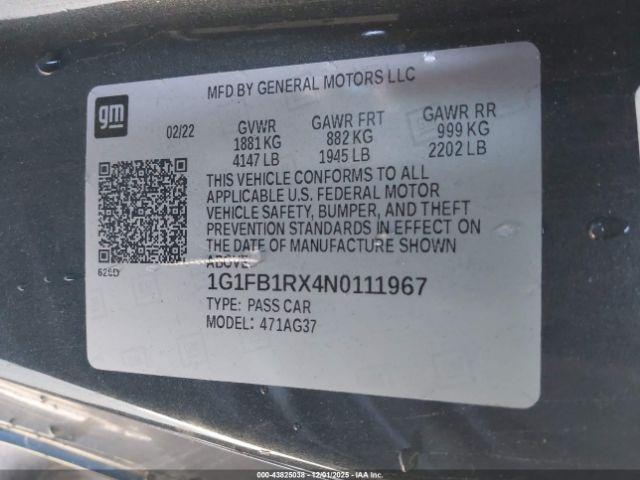 MFD BY GENERAL MOTORS LLC
gm
02/22 GVWR GAWR FRT GAWR RR
1881 KG 882 KG 999 KG
4147 LB 1945 LB 2202 LB
THIS VEHICLE CONFORMS TO ALL
APPLICABLE U.S. FEDERAL MOTOR
VEHICLE SAFETY, BUMPER, AND THEFT
PREVENTION STANDARDS IN EFFECT ON
THE DATE OF MANUFACTURE SHOWN
ABOVE
1G1FB1RX4N0111967
TYPE: PASS CAR
MODEL: 471AG37
000-43825038 - 12/01/2025 - IAAI